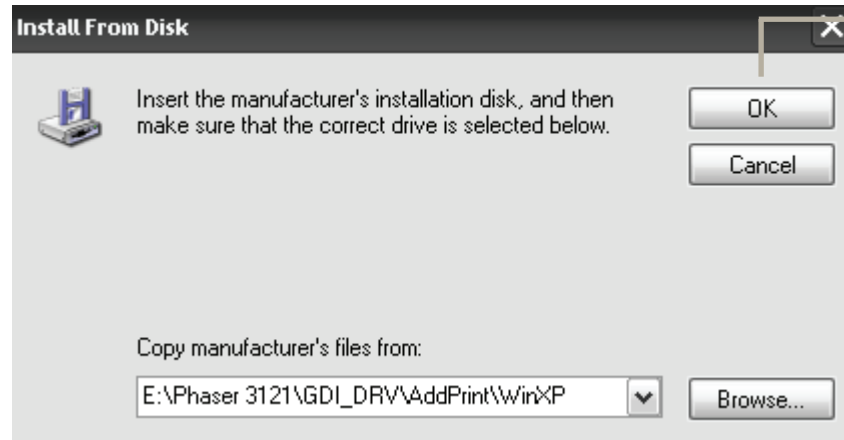 Install From Disk
Insert the manufacturer's installation disk, and then
make sure that the correct drive is selected below.
OK
Cancel
Copy manufacturer's files from:
E:\Phaser 3121\GDI_DRV\AddPrint\WinXP
Browse...